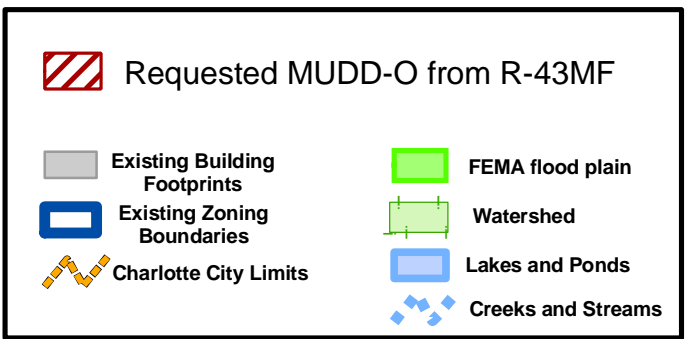 Requested MUDD-O from R-43MF
Existing Building
Footprints
Existing Zoning
Boundaries
Charlotte City Limits
FEMA flood plain
Watershed
Lakes and Ponds
Creeks and Streams